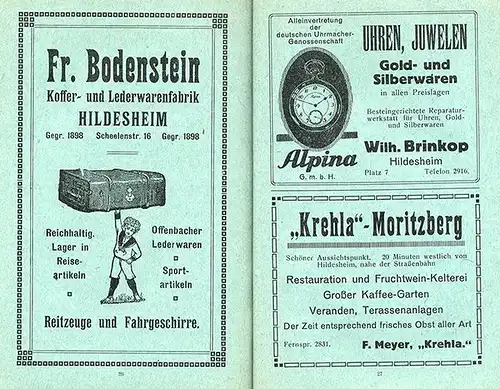 Fr. Bodenstein
Koffer- und Lederwarenfabrik
HILDESHEIM
Gegr. 1898 Scheelenstr. 16 Gegr. 1898
Reichhaltig.
Lager in
Reise-
artikeln
Offenbacher
Lederwaren
Sport-
artikeln
Reitzeuge und Fahrgeschirre.
26
Alleinvertretung der
deutschen Uhrmacher-
Genossenschaft
Alpina
G. m. b. H.
UHREN, JUWELEN
Gold- und
Silberwaren
in allen Preislagen
Besteingerichtete Reparatur-
werkstatt für Uhren, Gold-
und Silberwaren
Wilh. Brinkop
Hildesheim
Platz 7 Telefon 2916.
„Krehla“-Moritzberg
Schöner Aussichtspunkt. 20 Minuten westlich von
Hildesheim, nahe der Straßenbahn
Restauration und Fruchtwein-Kelterei
Großer Kaffee-Garten
Veranden, Terassenanlagen
Der Zeit entsprechend frisches Obst aller Art
Fernspr. 2831. F. Meyer, „Krehla.“
27